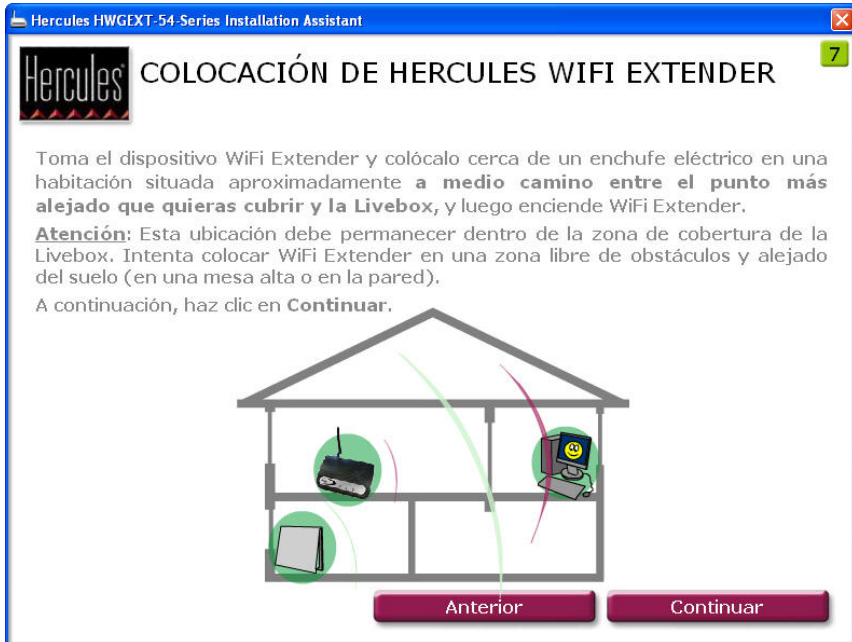 Hercules HWGEXT-54-Series Installation Assistant
7
Hercules
COLOCACIÓN DE HERCULES WIFI EXTENDER
Toma el dispositivo WiFi Extender y colócalo cerca de un enchufe eléctrico en una
habitación situada aproximadamente a medio camino entre el punto más
alejado que quieras cubrir y la Livebox, y luego enciende WiFi Extender.
Atención: Esta ubicación debe permanecer dentro de la zona de cobertura de la
Livebox. Intenta colocar WiFi Extender en una zona libre de obstáculos y alejado
del suelo (en una mesa alta o en la pared).
A continuación, haz clic en Continuar.
Anterior
Continuar